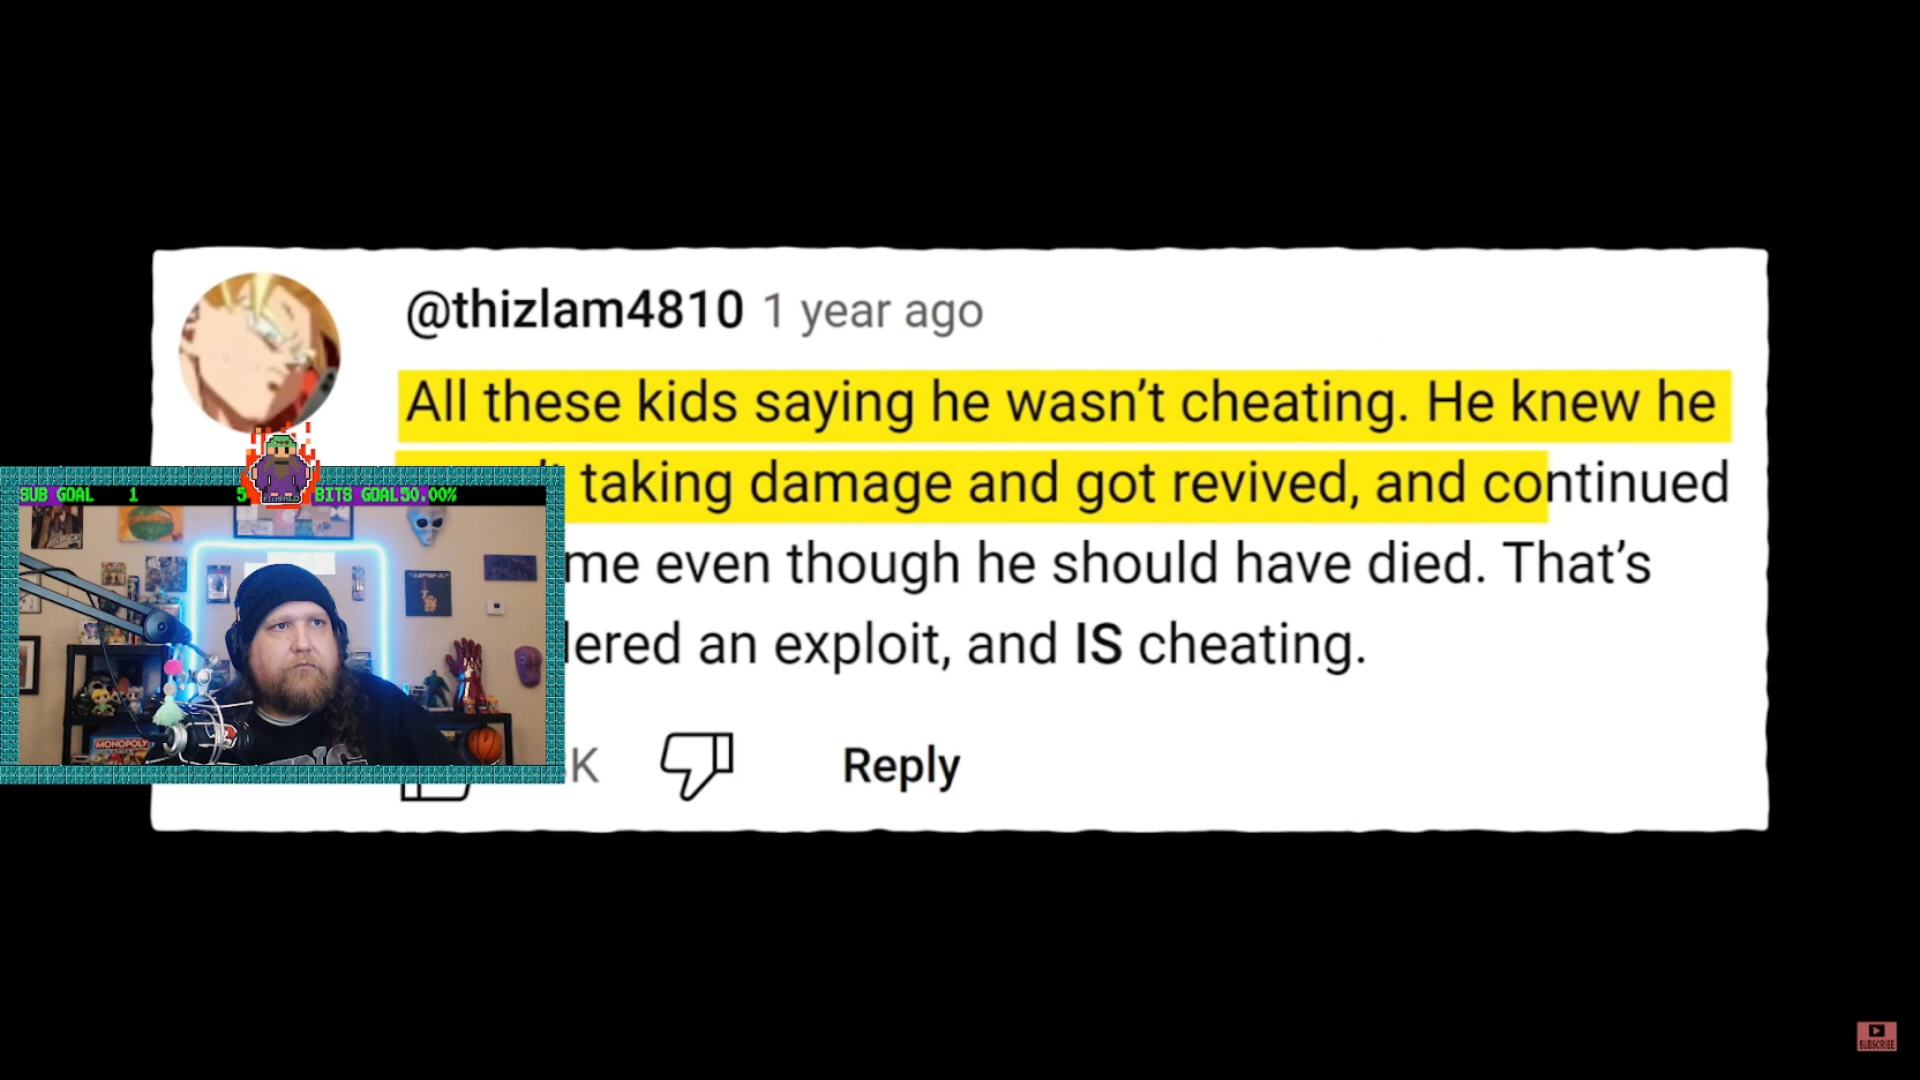 @thizlam4810 1 year ago
All these kids saying he wasn't cheating. He knew he
taking damage and got revived, and continued
me even though he should have died. That's
lered an exploit, and IS cheating.
K Reply
SUB GOAL 1 5 BITS GOAL 50.00%
MONOPOLY
SUBSCRIBE